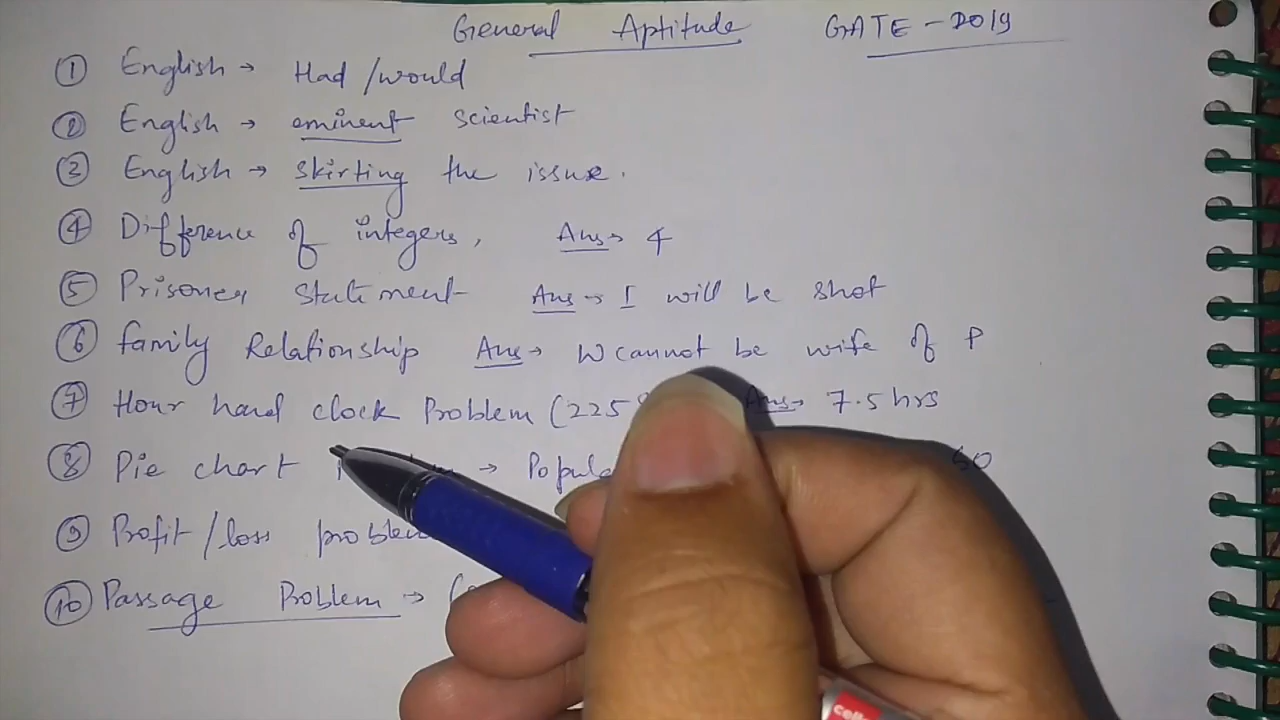 General Aptitude GATE - 2019
① English → Had /would
② English → eminent scientist
③ English → Skirting the issue.
④ Difference of integers, Ans → 4
⑤ Prisoner Statement Ans → I will be shot
⑥ family Relationship Ans → W cannot be wife of P
⑦ Hour hand clock Problem (225° Ans → 7.5 hrs
⑧ Pie chart → 50
⑨ Profit /loss problem
⑩ Passage Problem →
cello